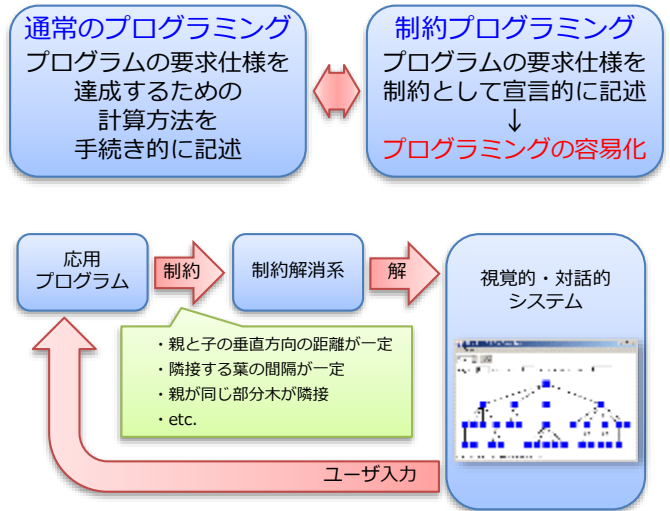 通常のプログラミング
プログラムの要求仕様を
達成するための
計算方法を
手続き的に記述
制約プログラミング
プログラムの要求仕様を
制約として宣言的に記述
↓
プログラミングの容易化
応用
プログラム
制約
制約解消系
解
視覚的・対話的
システム
・親と子の垂直方向の距離が一定
・隣接する葉の間隔が一定
・親が同じ部分木が隣接
・etc.
ユーザ入力